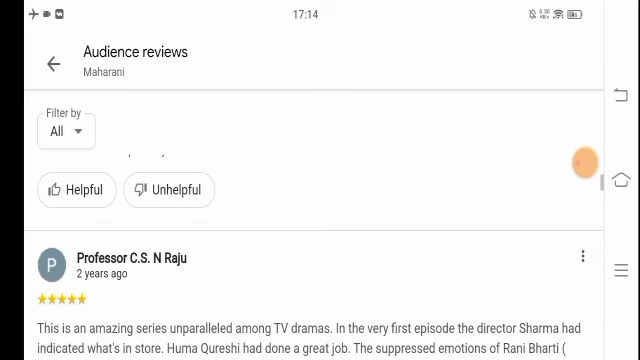 17:14
Audience reviews
Maharani
Filter by
All
Helpful Unhelpful
P Professor C.S. N Raju
2 years ago
This is an amazing series unparalleled among TV dramas. In the very first episode the director Sharma had
indicated what's in store. Huma Qureshi had done a great job. The suppressed emotions of Rani Bharti (